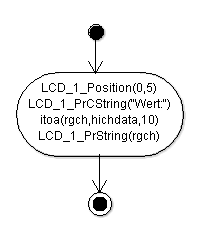 LCD_1_Position(0,5)
LCD_1_PrCString("Wert:")
itoa(rgch,hichdata,10)
LCD_1_PrString(rgch)